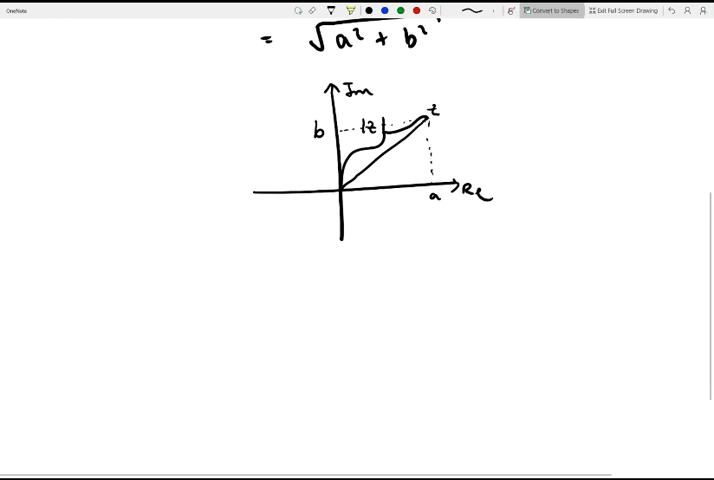 OneNote
Convert to Shapes
Exit Full Screen Drawing
= √a² + b²
Im
b
|z|
z
a
Re